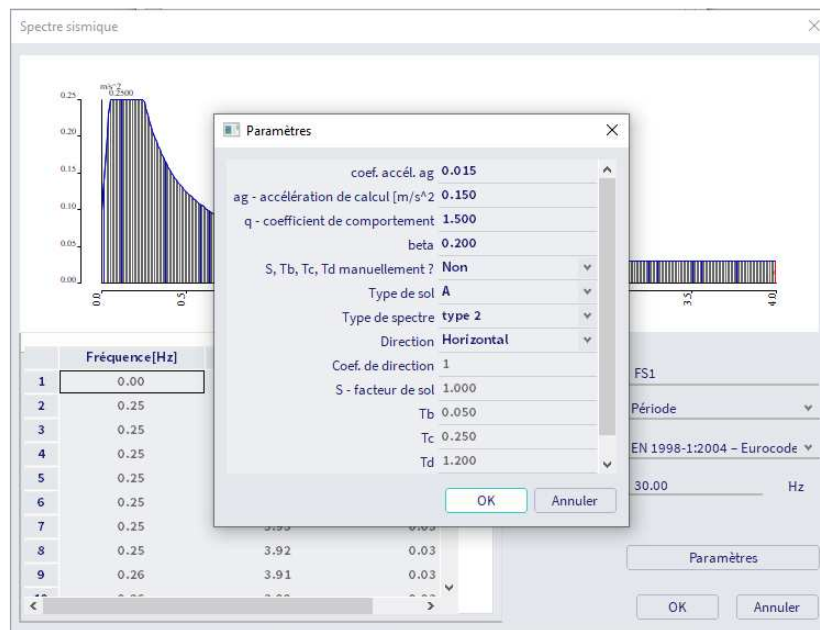 Spectre sismique
m/s^2
0.2500
0.25
0.20
0.15
0.10
0.05
0.00
0.0
0.5
3.5
4.0
Paramètres
coef. accél. ag 0.015
ag - accélération de calcul [m/s^2 0.150
q - coefficient de comportement 1.500
beta 0.200
S, Tb, Tc, Td manuellement ? Non
Type de sol A
Type de spectre type 2
Direction Horizontal
Coef. de direction 1
S - facteur de sol 1.000
Tb 0.050
Tc 0.250
Td 1.200
OK Annuler
Fréquence[Hz]
1 0.00
2 0.25
3 0.25
4 0.25
5 0.25
6 0.25
7 0.25 3.93 0.03
8 0.25 3.92 0.03
9 0.26 3.91 0.03
FS1
Période
EN 1998-1:2004 – Eurocode
30.00 Hz
Paramètres
OK Annuler